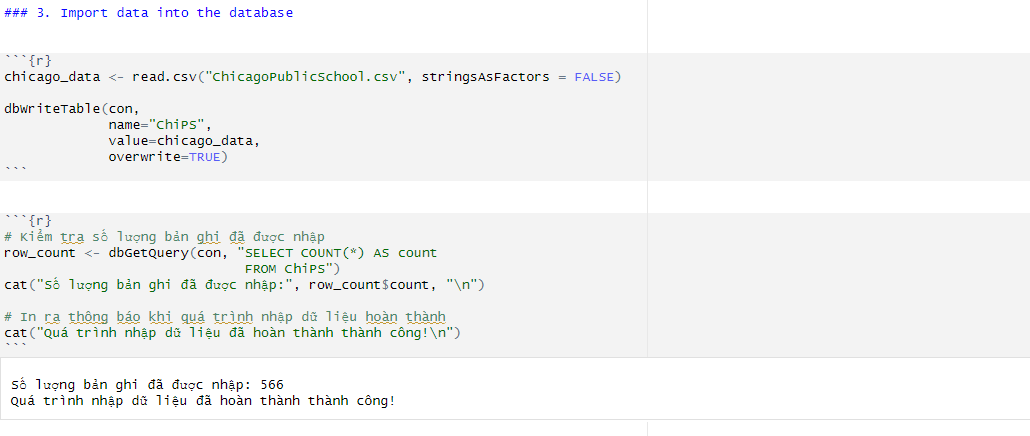 ### 3. Import data into the database
```{r}
chicago_data <- read.csv("ChicagoPublicSchool.csv", stringsAsFactors = FALSE)
dbWriteTable(con,
name="ChiPS",
value=chicago_data,
overwrite=TRUE)
```
```{r}
# Kiểm tra số lượng bản ghi đã được nhập
row_count <- dbGetQuery(con, "SELECT COUNT(*) AS count
FROM ChiPS")
cat("Số lượng bản ghi đã được nhập:", row_count$count, "\n")
# In ra thông báo khi quá trình nhập dữ liệu hoàn thành
cat("Quá trình nhập dữ liệu đã hoàn thành thành công!\n")
```
Số lượng bản ghi đã được nhập: 566
Quá trình nhập dữ liệu đã hoàn thành thành công!